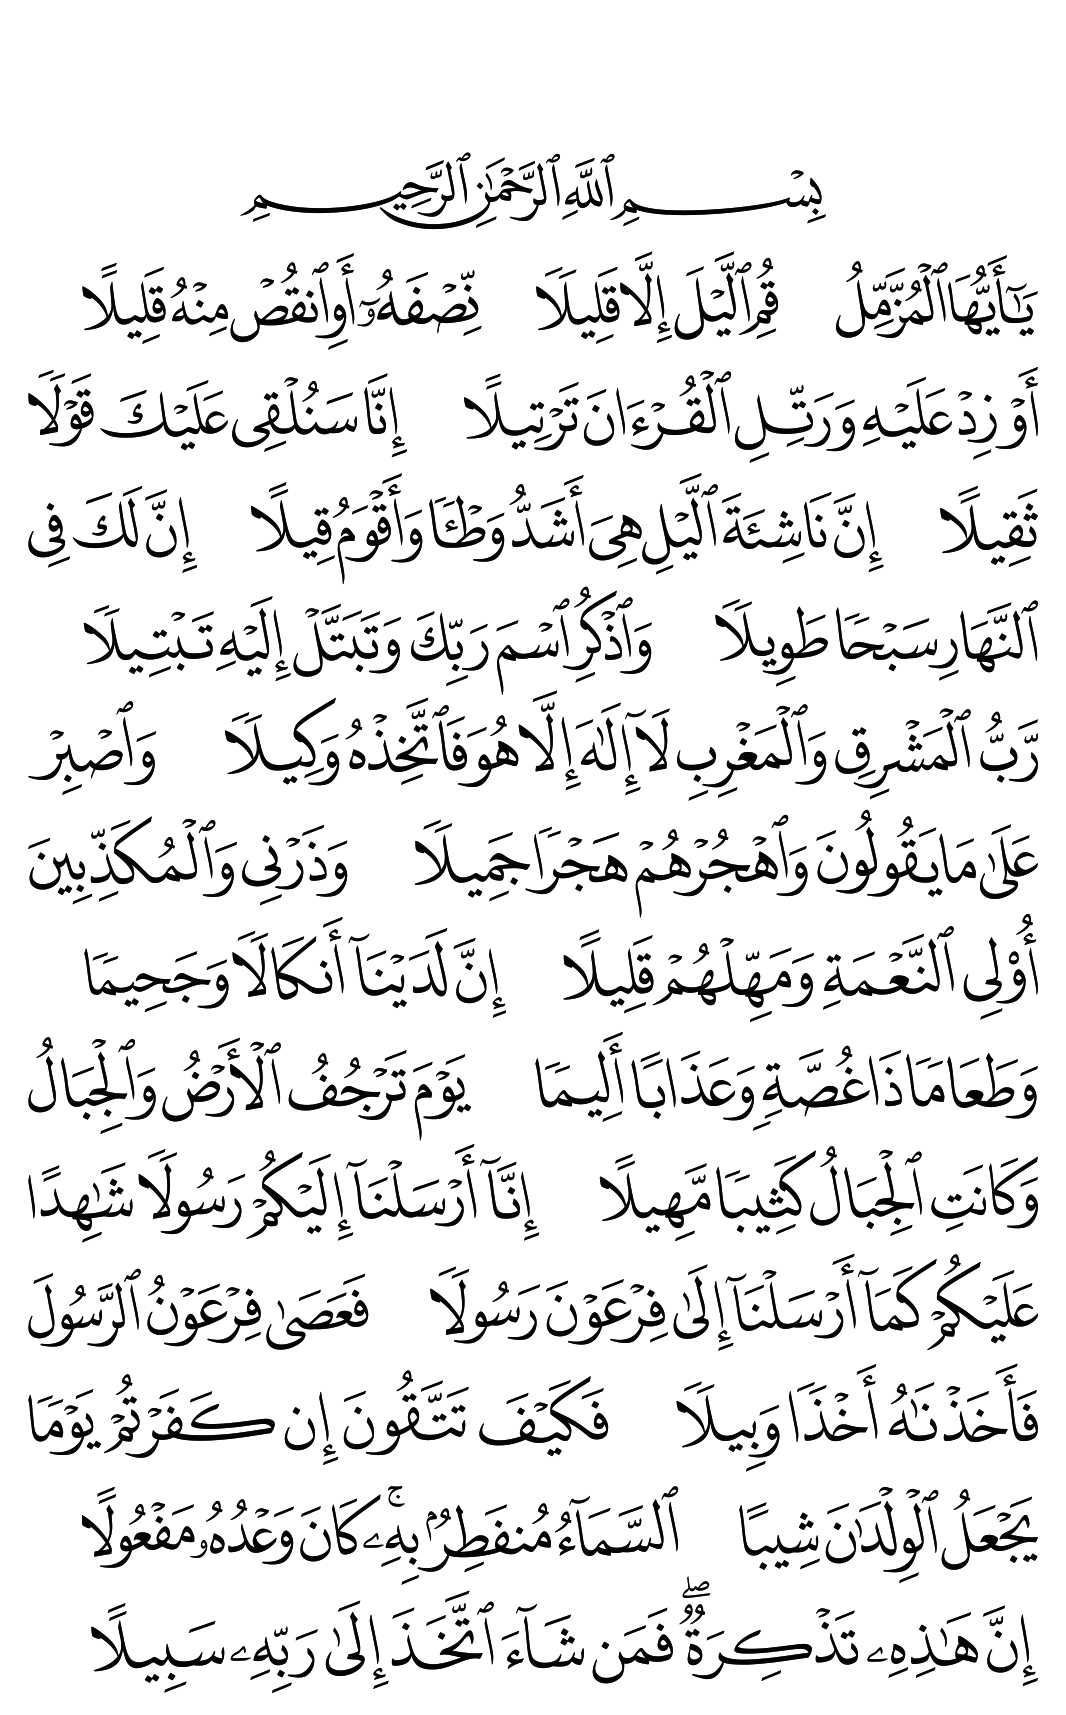 بِسْمِ ٱللَّهِ ٱلرَّحْمَٰنِ ٱلرَّحِيمِ
يَٰٓأَيُّهَا ٱلْمُزَّمِّلُ قُمِ ٱلَّيْلَ إِلَّا قَلِيلًا نِّصْفَهُۥٓ أَوِ ٱنقُصْ مِنْهُ قَلِيلًا
أَوْ زِدْ عَلَيْهِ وَرَتِّلِ ٱلْقُرْءَانَ تَرْتِيلًا إِنَّا سَنُلْقِى عَلَيْكَ قَوْلًا
ثَقِيلًا إِنَّ نَاشِئَةَ ٱلَّيْلِ هِىَ أَشَدُّ وَطْـًٔا وَأَقْوَمُ قِيلًا إِنَّ لَكَ فِى
ٱلنَّهَارِ سَبْحًا طَوِيلًا وَٱذْكُرِ ٱسْمَ رَبِّكَ وَتَبَتَّلْ إِلَيْهِ تَبْتِيلًا
رَّبُّ ٱلْمَشْرِقِ وَٱلْمَغْرِبِ لَآ إِلَٰهَ إِلَّا هُوَ فَٱتَّخِذْهُ وَكِيلًا وَٱصْبِرْ
عَلَىٰ مَا يَقُولُونَ وَٱهْجُرْهُمْ هَجْرًا جَمِيلًا وَذَرْنِى وَٱلْمُكَذِّبِينَ
أُو۟لِى ٱلنَّعْمَةِ وَمَهِّلْهُمْ قَلِيلًا إِنَّ لَدَيْنَآ أَنكَالًا وَجَحِيمًا
وَطَعَامًا ذَا غُصَّةٍ وَعَذَابًا أَلِيمًا يَوْمَ تَرْجُفُ ٱلْأَرْضُ وَٱلْجِبَالُ
وَكَانَتِ ٱلْجِبَالُ كَثِيبًا مَّهِيلًا إِنَّآ أَرْسَلْنَآ إِلَيْكُمْ رَسُولًا شَٰهِدًا
عَلَيْكُمْ كَمَآ أَرْسَلْنَآ إِلَىٰ فِرْعَوْنَ رَسُولًا فَعَصَىٰ فِرْعَوْنُ ٱلرَّسُولَ
فَأَخَذْنَٰهُ أَخْذًا وَبِيلًا فَكَيْفَ تَتَّقُونَ إِن كَفَرْتُمْ يَوْمًا
يَجْعَلُ ٱلْوِلْدَٰنَ شِيبًا ٱلسَّمَآءُ مُنفَطِرٌۢ بِهِۦ ۚ كَانَ وَعْدُهُۥ مَفْعُولًا
إِنَّ هَٰذِهِۦ تَذْكِرَةٌ ۖ فَمَن شَآءَ ٱتَّخَذَ إِلَىٰ رَبِّهِۦ سَبِيلًا